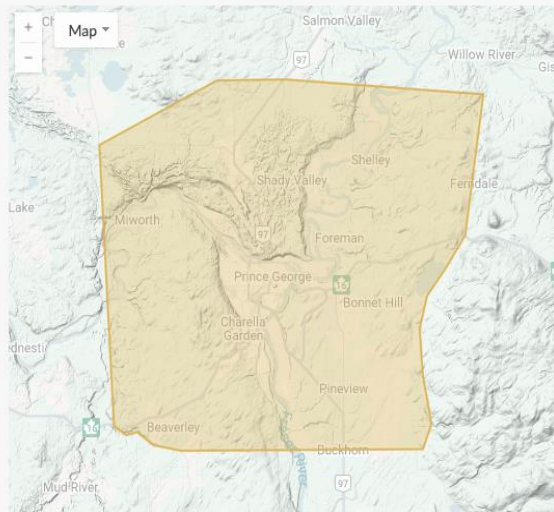 Salmon Valley
+
Map
97
Willow River
−
Shelley
Shady Valley
Ferndale
Lake
Miworth
97
Foreman
Prince George
16
Bonnet Hill
Charella
Garden
Pineview
16
Beaverley
Buckhorn
River
Mud River
97